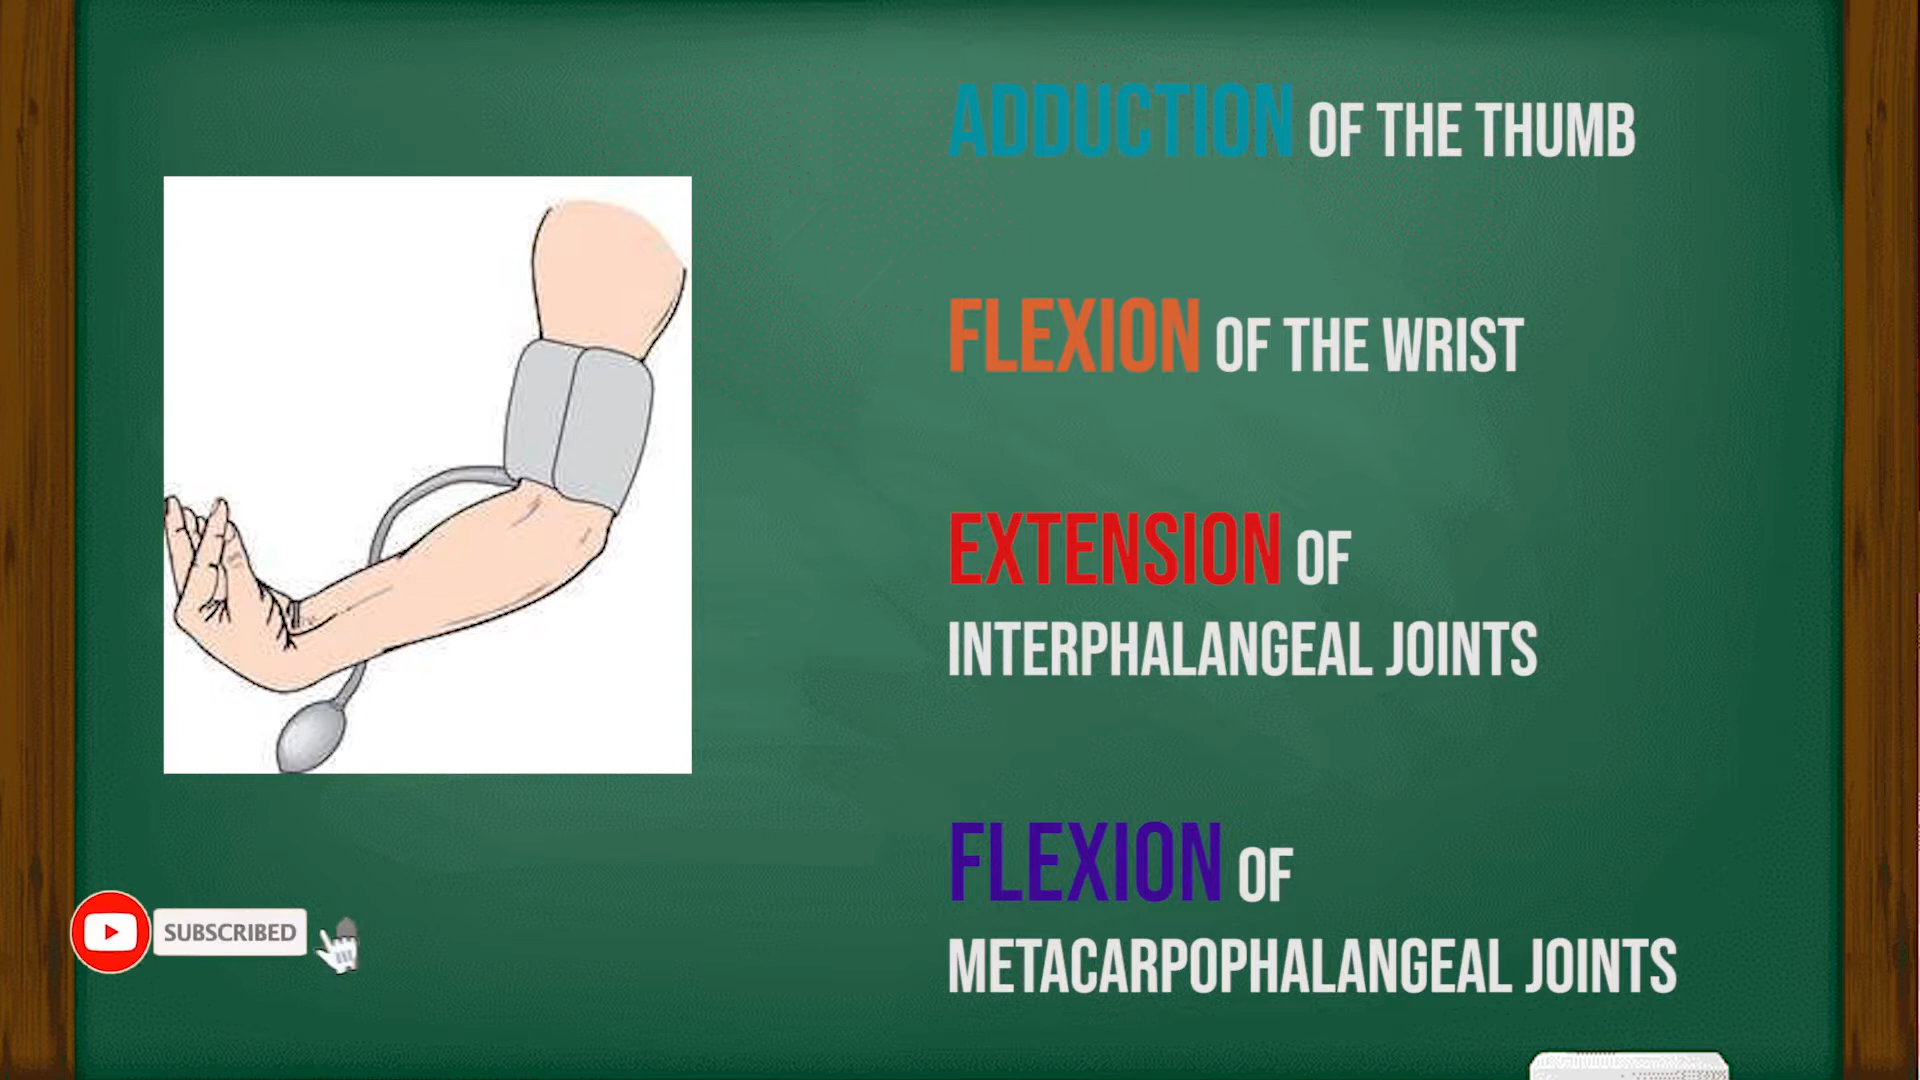 ADDUCTION OF THE THUMB
FLEXION OF THE WRIST
EXTENSION OF
INTERPHALANGEAL JOINTS
FLEXION OF
METACARPOPHALANGEAL JOINTS
SUBSCRIBED